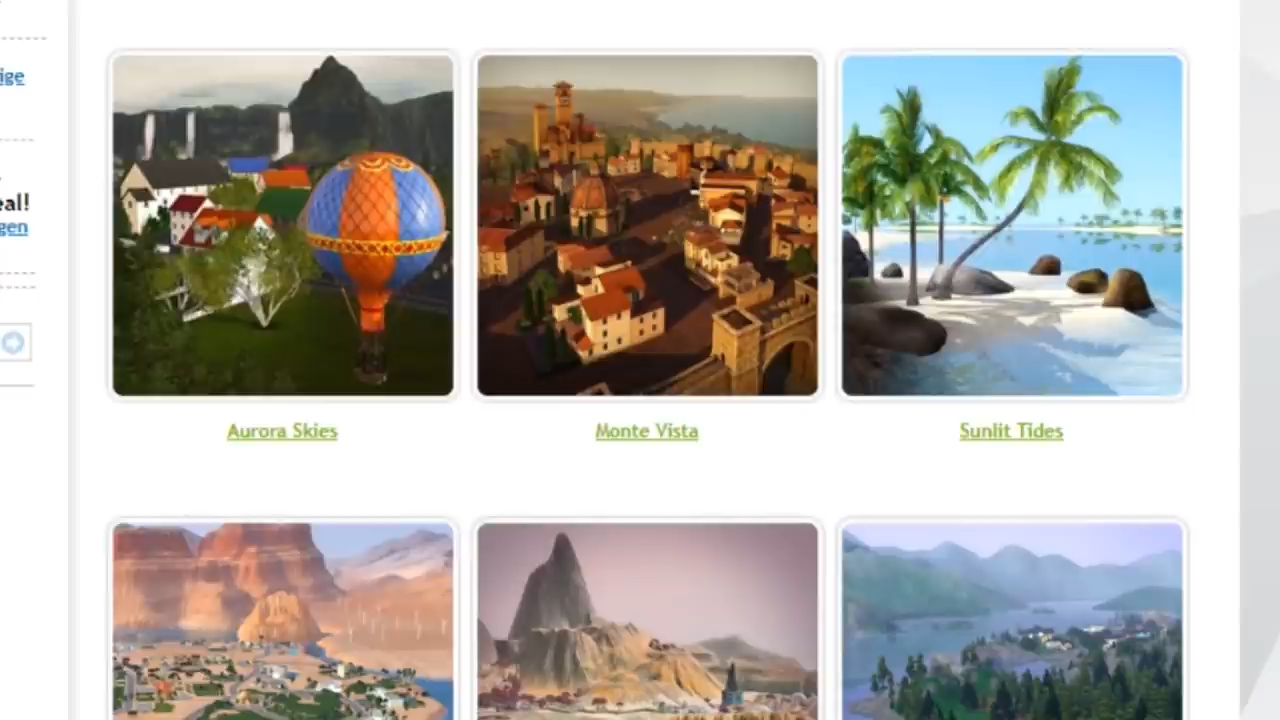 ige
eal!
gen
Aurora Skies
Monte Vista
Sunlit Tides